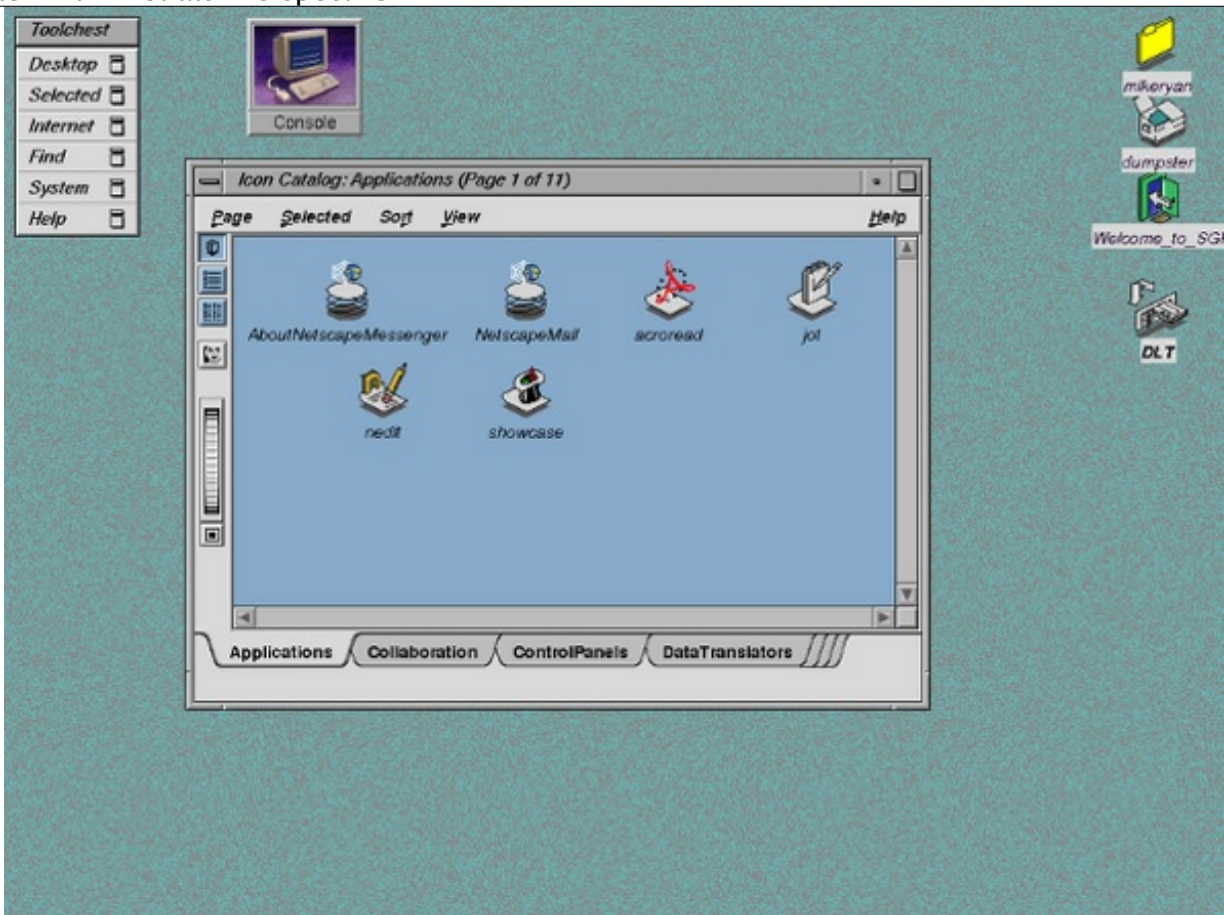 Toolchest
Desktop
Selected
Internet
Find
System
Help
Console
mikeryan
dumpster
Welcome_to_SGI
DLT
Icon Catalog: Applications (Page 1 of 11)
Page Selected Sort View Help
AboutNetscapeMessenger NetscapeMail acroread jot
nedit showcase
Applications Collaboration ControlPanels DataTranslators